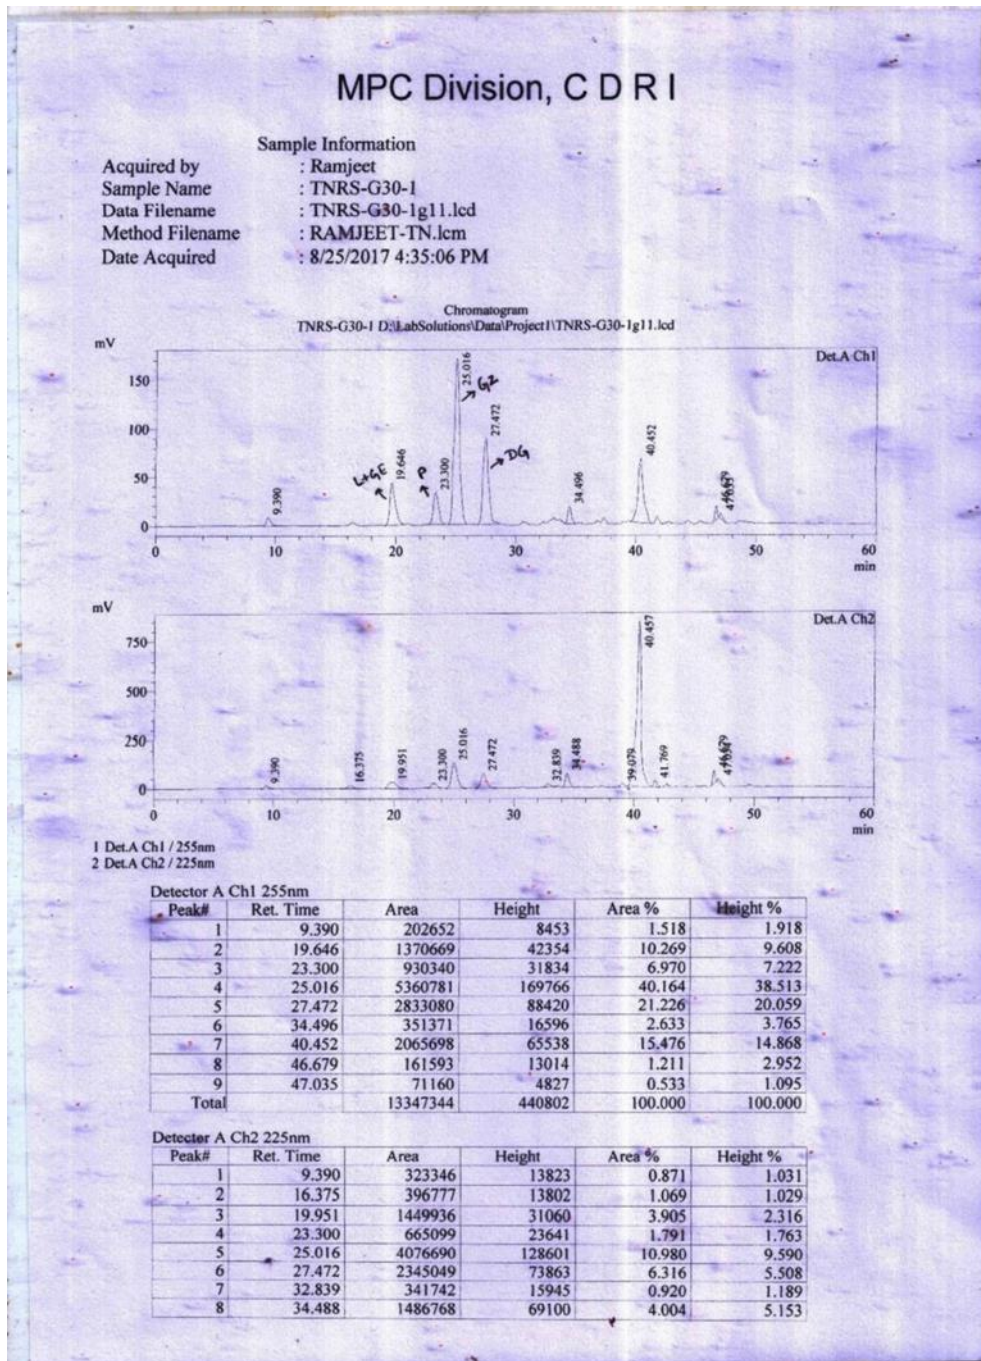 MPC Division, C D R I
Sample Information
Acquired by : Ramjeet
Sample Name : TNRS-G30-1
Data Filename : TNRS-G30-1g11.lcd
Method Filename : RAMJEET-TN.lcm
Date Acquired : 8/25/2017 4:35:06 PM
Chromatogram
TNRS-G30-1 D:\LabSolutions\Data\Project1\TNRS-G30-1g11.lcd
mV
Det.A Ch1
150
100
50
0
9.390
L+GE
19.646
P
23.300
25.016
G2
27.472
DG
34.496
40.452
46.679
47.035
0 10 20 30 40 50 60
min
mV
Det.A Ch2
750
500
250
0
9.390
16.375
19.951
23.300
25.016
27.472
32.839
34.488
39.079
40.457
41.769
46.679
47.034
0 10 20 30 40 50 60
min
1 Det.A Ch1 / 255nm
2 Det.A Ch2 / 225nm
Detector A Ch1 255nm
Peak# Ret. Time Area Height Area % Height %
1 9.390 202652 8453 1.518 1.918
2 19.646 1370669 42354 10.269 9.608
3 23.300 930340 31834 6.970 7.222
4 25.016 5360781 169766 40.164 38.513
5 27.472 2833080 88420 21.226 20.059
6 34.496 351371 16596 2.633 3.765
7 40.452 2065698 65538 15.476 14.868
8 46.679 161593 13014 1.211 2.952
9 47.035 71160 4827 0.533 1.095
Total 13347344 440802 100.000 100.000
Detector A Ch2 225nm
Peak# Ret. Time Area Height Area % Height %
1 9.390 323346 13823 0.871 1.031
2 16.375 396777 13802 1.069 1.029
3 19.951 1449936 31060 3.905 2.316
4 23.300 665099 23641 1.791 1.763
5 25.016 4076690 128601 10.980 9.590
6 27.472 2345049 73863 6.316 5.508
7 32.839 341742 15945 0.920 1.189
8 34.488 1486768 69100 4.004 5.153